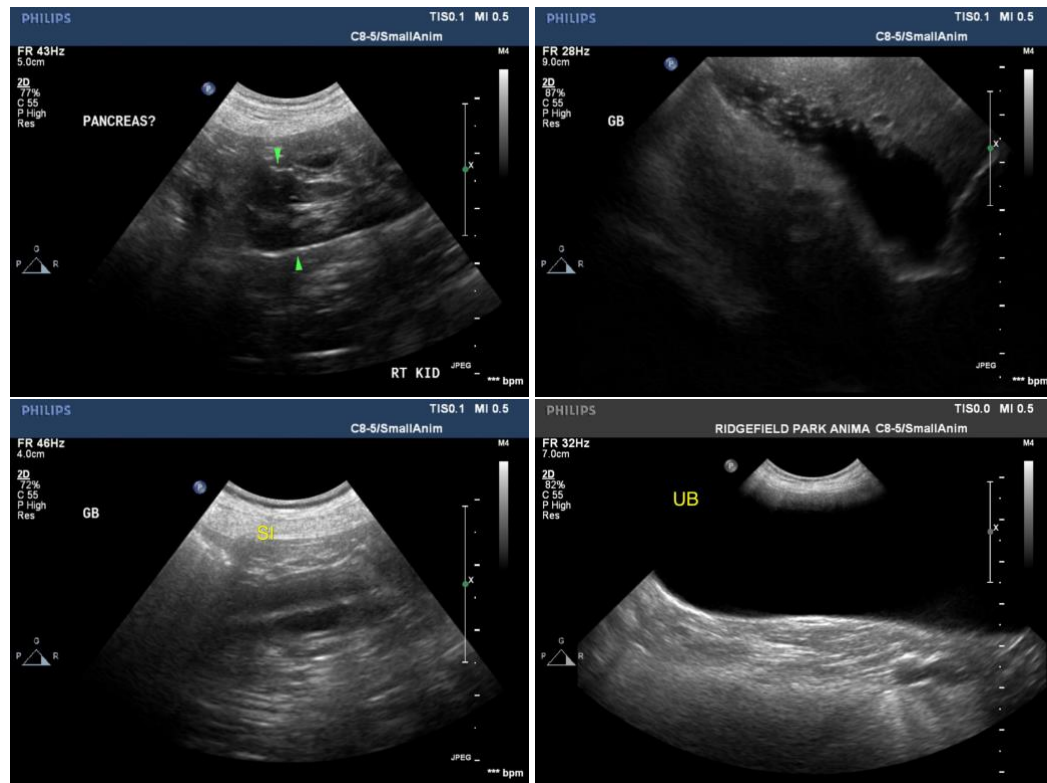 PHILIPS
TIS0.1 MI 0.5
C8-5/SmallAnim
FR 43Hz
5.0cm
M4
2D
77%
C 55
P High
Res
P
PANCREAS?
X
G
P R
JPEG
RT KID
*** bpm
PHILIPS
TIS0.1 MI 0.5
C8-5/SmallAnim
FR 28Hz
9.0cm
M4
2D
87%
C 55
P High
Res
P
GB
X
G
P R
JPEG
*** bpm
PHILIPS
TIS0.1 MI 0.5
C8-5/SmallAnim
FR 46Hz
4.0cm
M4
2D
72%
C 55
P High
Res
P
GB
SI
X
G
P R
JPEG
*** bpm
PHILIPS
TIS0.0 MI 0.5
RIDGEFIELD PARK ANIMA C8-5/SmallAnim
FR 32Hz
7.0cm
M4
2D
82%
C 55
P High
Res
P
UB
X
G
P R